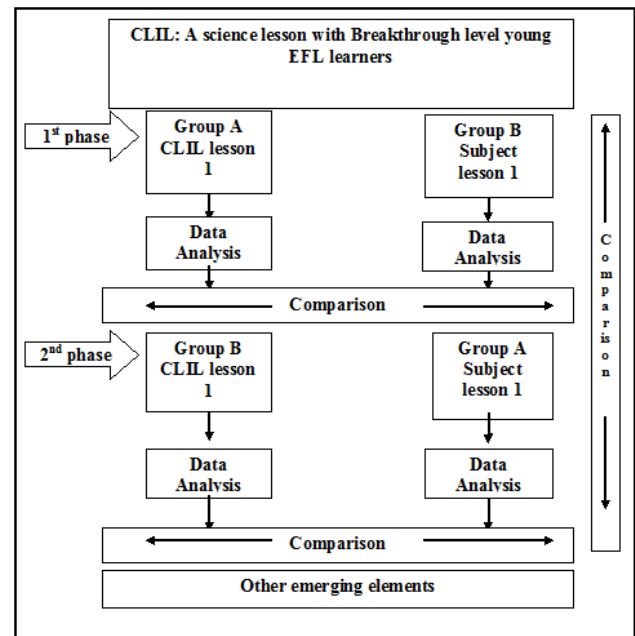 CLIL: A science lesson with Breakthrough level young
EFL learners
1st phase
Group A
CLIL lesson
1
Group B
Subject
lesson 1
Data
Analysis
Data
Analysis
Comparison
2nd phase
Group B
CLIL lesson
1
Group A
Subject
lesson 1
Data
Analysis
Data
Analysis
Comparison
Other emerging elements
Comparison